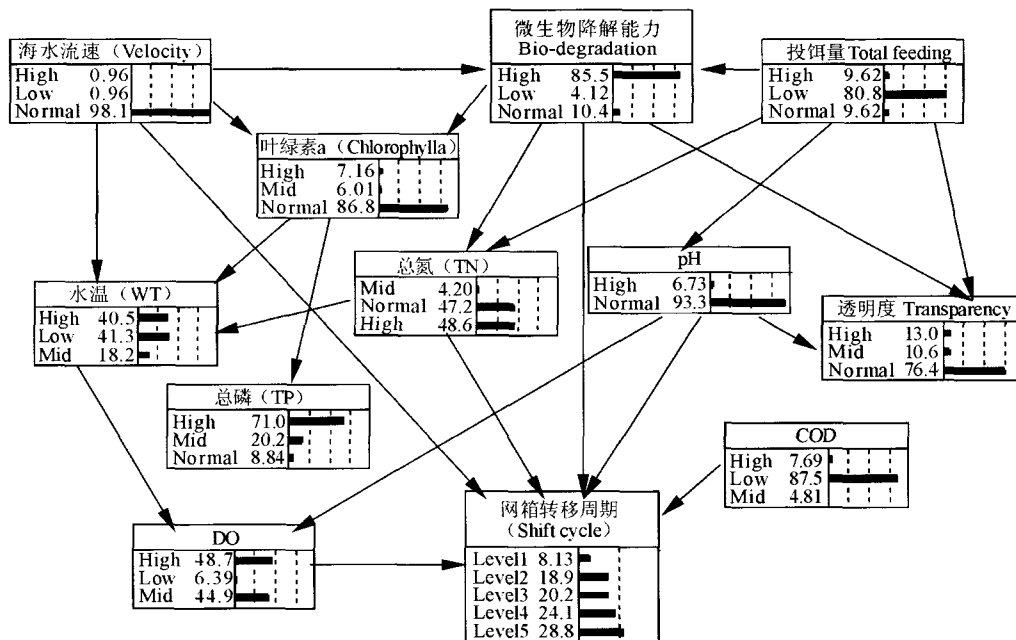 海水流速（Velocity）
High 0.96
Low 0.96
Normal 98.1
微生物降解能力
Bio-degradation
High 85.5
Low 4.12
Normal 10.4
投饵量 Total feeding
High 9.62
Low 80.8
Normal 9.62
叶绿素a（Chlorophylla）
High 7.16
Mid 6.01
Normal 86.8
总氮（TN）
Mid 4.20
Normal 47.2
High 48.6
pH
High 6.73
Normal 93.3
水温（WT）
High 40.5
Low 41.3
Mid 18.2
透明度 Transparency
High 13.0
Mid 10.6
Normal 76.4
总磷（TP）
High 71.0
Mid 20.2
Normal 8.84
COD
High 7.69
Low 87.5
Mid 4.81
DO
High 48.7
Low 6.39
Mid 44.9
网箱转移周期
（Shift cycle）
Level1 8.13
Level2 18.9
Level3 20.2
Level4 24.1
Level5 28.8